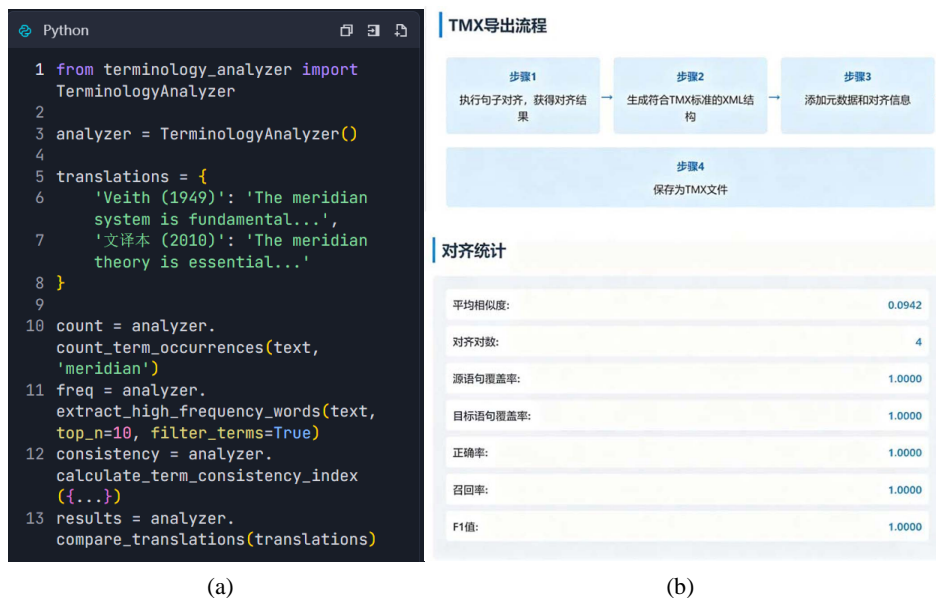 Python
1 from terminology_analyzer import
TerminologyAnalyzer
2
3 analyzer = TerminologyAnalyzer()
4
5 translations = {
6 'Veith (1949)': 'The meridian
system is fundamental...',
7 '文译本 (2010)': 'The meridian
theory is essential...'
8 }
9
10 count = analyzer.
count_term_occurrences(text,
'meridian')
11 freq = analyzer.
extract_high_frequency_words(text,
top_n=10, filter_terms=True)
12 consistency = analyzer.
calculate_term_consistency_index
({...})
13 results = analyzer.
compare_translations(translations)
(a)
TMX导出流程
步骤1
执行句子对齐，获得对齐结
果
→
步骤2
生成符合TMX标准的XML结
构
→
步骤3
添加元数据和对齐信息
步骤4
保存为TMX文件
对齐统计
平均相似度: 0.0942
对齐对数: 4
源语句覆盖率: 1.0000
目标语句覆盖率: 1.0000
正确率: 1.0000
召回率: 1.0000
F1值: 1.0000
(b)